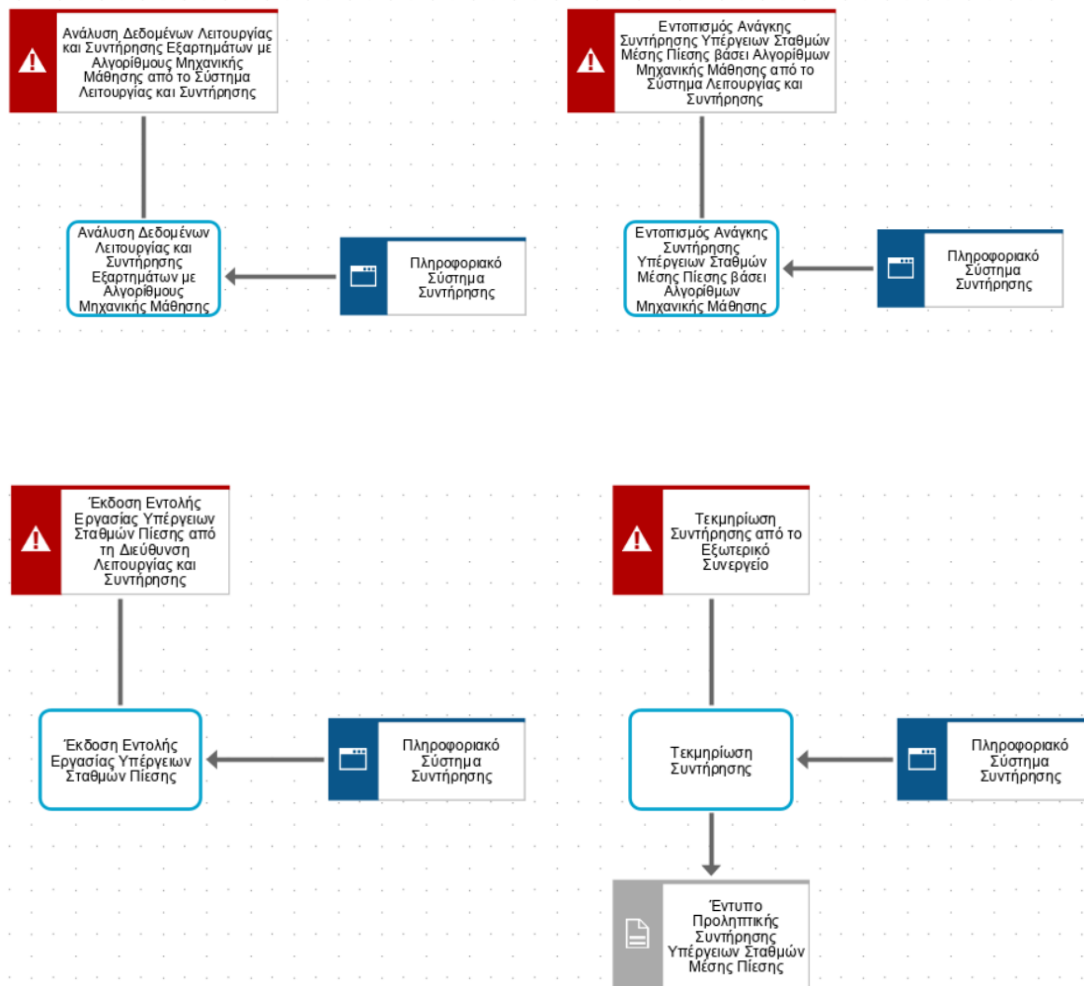 Ανάλυση Δεδομένων Λειτουργίας
και Συντήρησης Εξαρτημάτων με
Αλγορίθμους Μηχανικής
Μάθησης από το Σύστημα
Λειτουργίας και Συντήρησης
Εντοπισμός Ανάγκης
Συντήρησης Υπέργειων Σταθμών
Μέσης Πίεσης βάσει Αλγορίθμων
Μηχανικής Μάθησης από το
Σύστημα Λειτουργίας και
Συντήρησης
Ανάλυση Δεδομένων
Λειτουργίας και
Συντήρησης
Εξαρτημάτων με
Αλγορίθμους
Μηχανικής Μάθησης
Πληροφοριακό
Σύστημα
Συντήρησης
Εντοπισμός Ανάγκης
Συντήρησης
Υπέργειων Σταθμών
Μέσης Πίεσης βάσει
Αλγορίθμων
Μηχανικής Μάθησης
Πληροφοριακό
Σύστημα
Συντήρησης
Έκδοση Εντολής
Εργασίας Υπέργειων
Σταθμών Πίεσης από
τη Διεύθυνση
Λειτουργίας και
Συντήρησης
Τεκμηρίωση
Συντήρησης από το
Εξωτερικό
Συνεργείο
Έκδοση Εντολής
Εργασίας Υπέργειων
Σταθμών Πίεσης
Πληροφοριακό
Σύστημα
Συντήρησης
Τεκμηρίωση
Συντήρησης
Πληροφοριακό
Σύστημα
Συντήρησης
Έντυπο
Προληπτικής
Συντήρησης
Υπέργειων Σταθμών
Μέσης Πίεσης